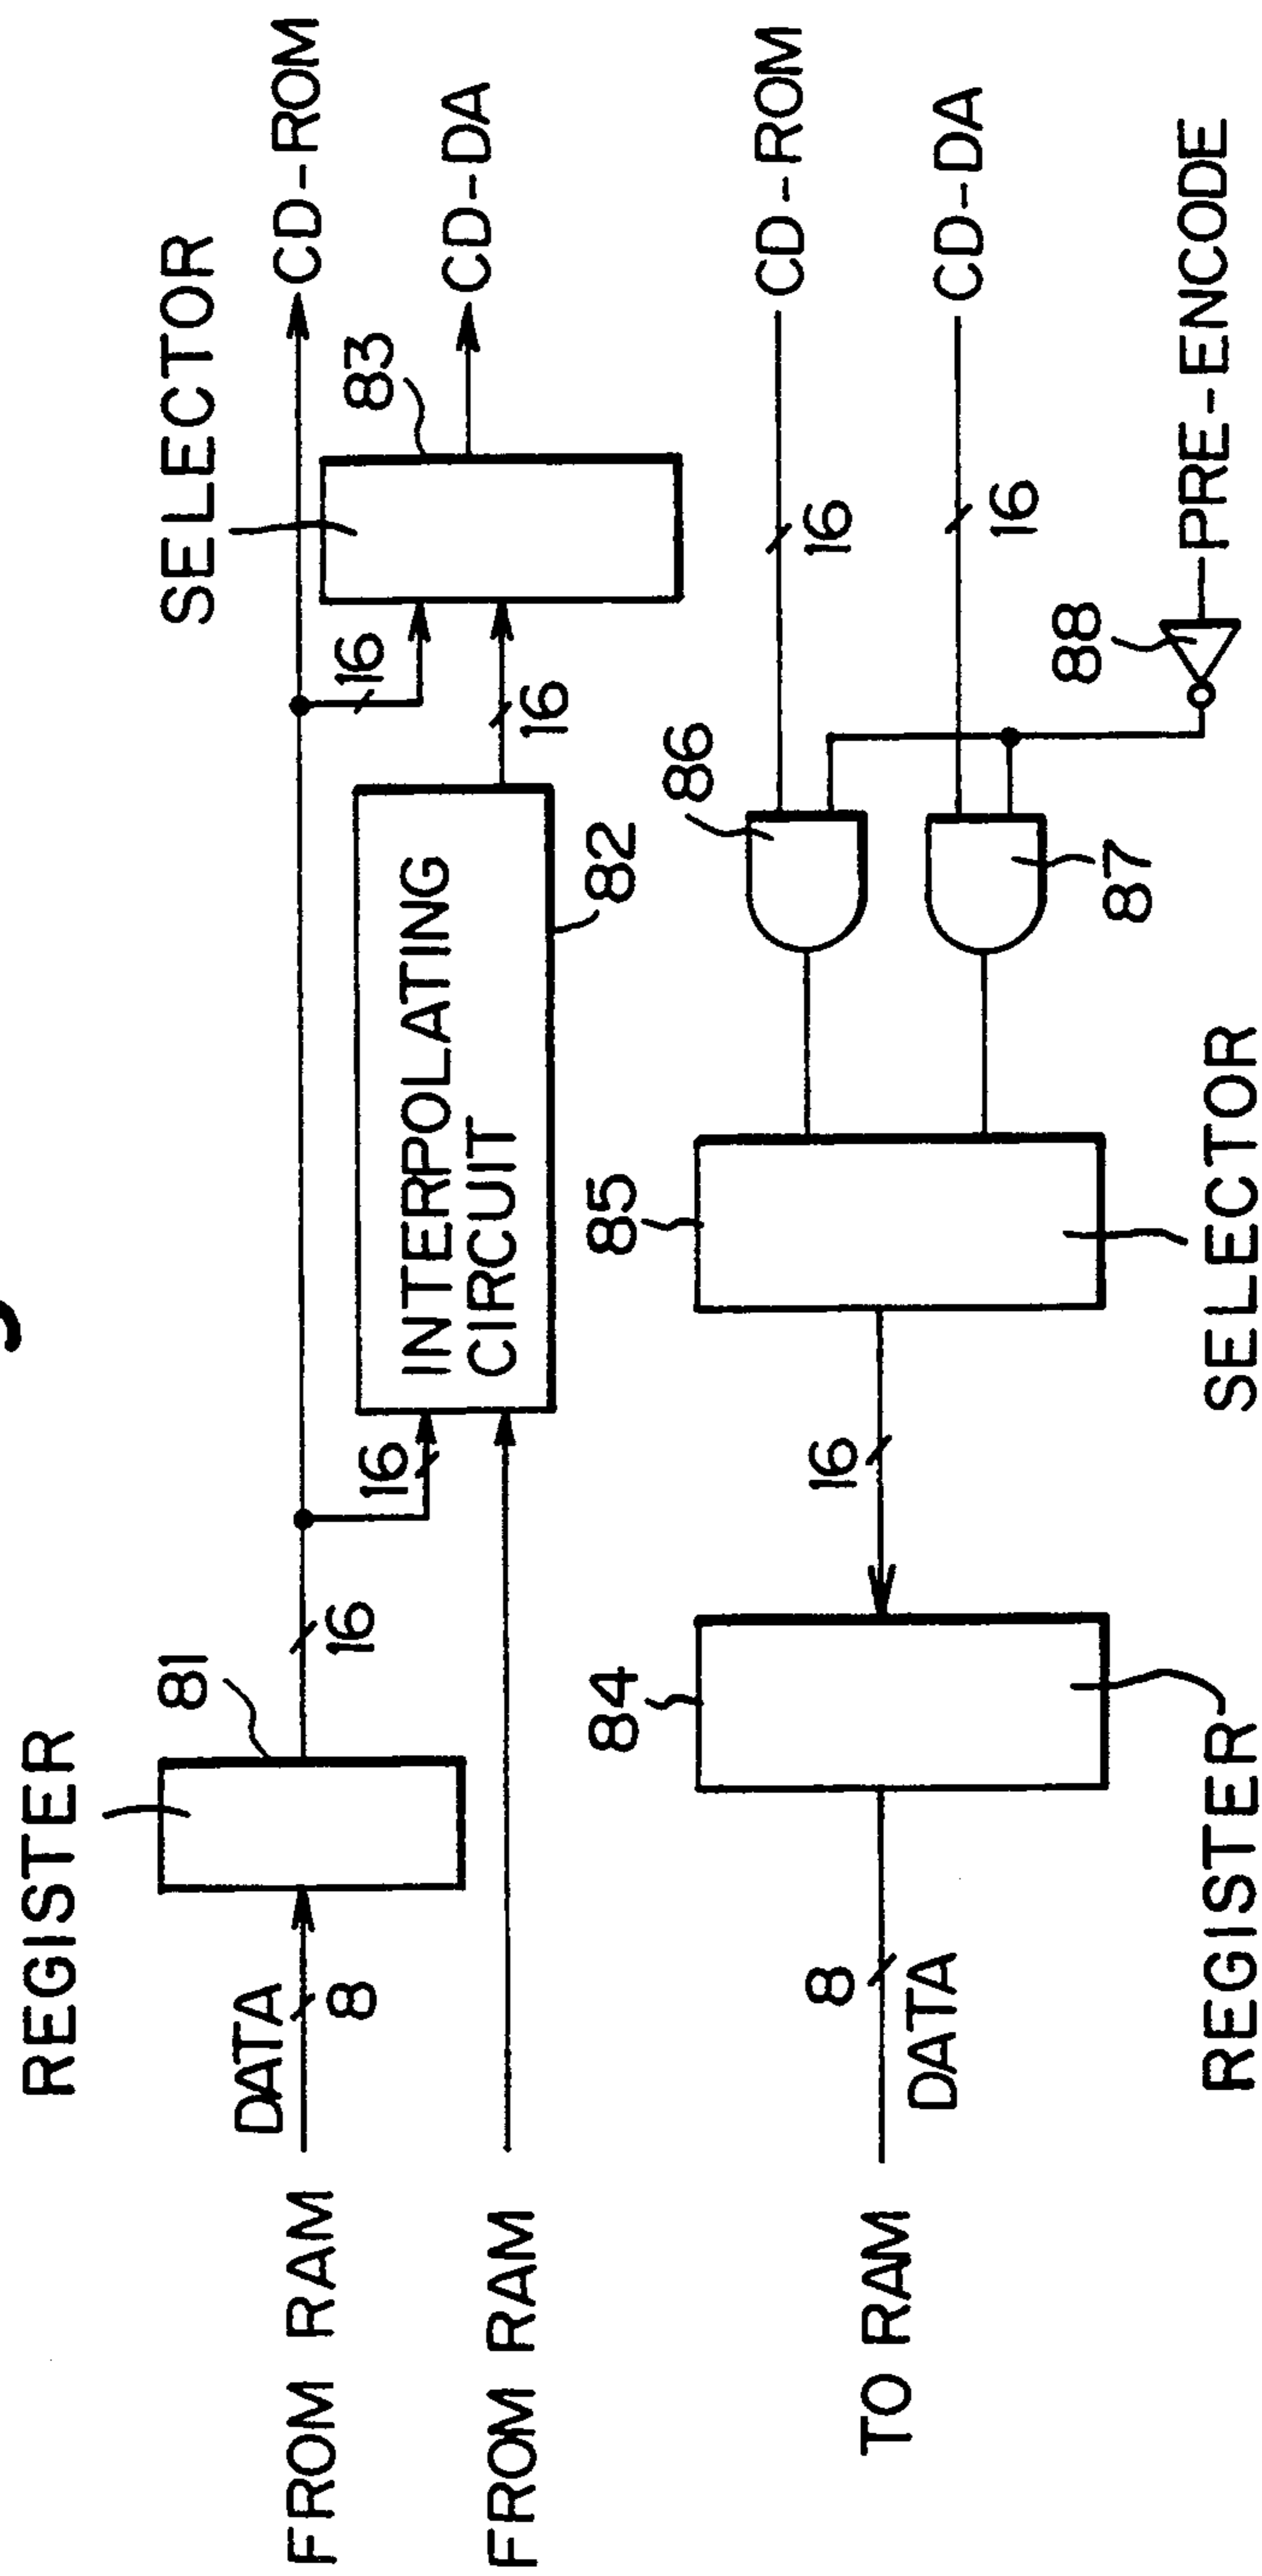 REGISTER
81
SELECTOR
FROM RAM
DATA
8
16
16
CD-ROM
83
CD-DA
16
INTERPOLATING
CIRCUIT
16
82
FROM RAM
84
85
86
CD-ROM
16
TO RAM
8
DATA
16
87
CD-DA
16
88
PRE-ENCODE
REGISTER
SELECTOR